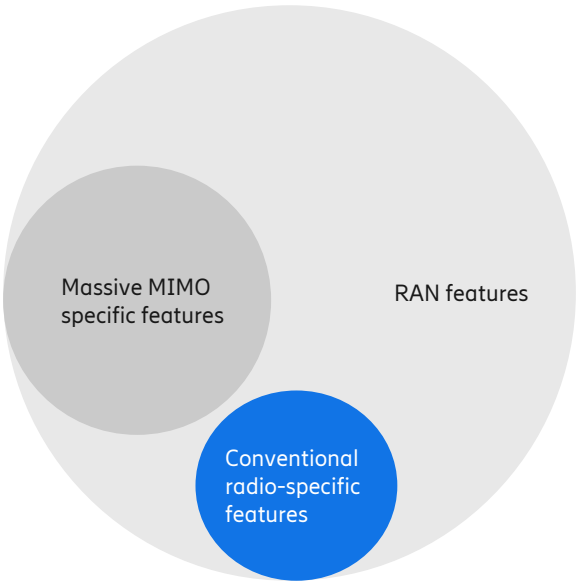 Massive MIMO
specific features
RAN features
Conventional
radio-specific
features